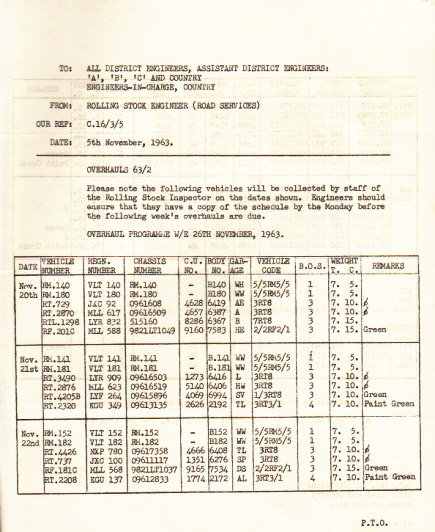 TO: ALL DISTRICT ENGINEERS, ASSISTANT DISTRICT ENGINEERS:
'A', 'B', 'C' AND COUNTRY
ENGINEERS-IN-CHARGE, COUNTRY
FROM: ROLLING STOCK ENGINEER (ROAD SERVICES)
OUR REF: C.16/3/5
DATE: 5th November, 1963.
OVERHAULS 63/2
Please note the following vehicles will be collected by staff of
the Rolling Stock Inspector on the dates shown. Engineers should
ensure that they have a copy of the schedule by the Monday before
the following week's overhauls are due.
OVERHAUL PROGRAMME W/E 26TH NOVEMBER, 1963.
DATE VEHICLE NUMBER REGN. NUMBER CHASSIS NUMBER C.U. NO. BODY NO. GAR-AGE VEHICLE CODE B.O.S. WEIGHT T. C. REMARKS
Nov. RM.140 VLT 140 RM.140 - B140 WH 5/5RM5/5 1 7. 5.
20th RM.180 VLT 180 RM.180 - B180 WW 5/5RM5/5 1 7. 5.
RT.729 JXC 92 0961608 4628 6419 AE 3RT8 3 7. 10. ∮
RT.2870 MLL 617 09616509 4657 6387 A 3RT8 3 7. 10. ∮
RTL.1298 LYR 832 515160 8286 6367 B 7RT8 3 7. 15.
RF.201C MLL 588 9821LT1049 9160 7583 HE 2/2RF2/1 3 7. 15. Green
Nov. RM.141 VLT 141 RM.141 - B.141 WW 5/5RM5/5 1 7. 5.
21st RM.181 VLT 181 RM.181 - B.181 WW 5/5RM5/5 1 7. 5.
RT.3490 LYR 909 09616503 1273 6416 L 3RT8 3 7. 10. ∮
RT.2876 MLL 623 09616519 5140 6406 HW 3RT8 3 7. 10. ∮
RT.4205B LYF 264 0915896 4069 6994 SV 1/3RT8 3 7. 10. Green
RT.2320 KGU 349 09613135 2626 2192 TL 3RT3/1 4 7. 10. Paint Green
Nov. RM.152 VLT 152 RM.152 - B152 WW 5/5RM5/5 1 7. 5.
22nd RM.182 VLT 182 RM.182 - B182 WW 5/5RM5/5 1 7. 5.
RT.4426 NXP 780 09617358 4666 6408 TL 3RT8 3 7. 10. ∮
RT.737 JXC 100 09611117 1351 6276 SP 3RT8 3 7. 10. ∮
RF.181C MLL 568 9821LT1037 9165 7534 DS 2/2RF2/1 3 7. 15. Green
RT.2208 KGU 137 09612833 1774 2172 AL 3RT3/1 4 7. 10. Paint Green
P.T.O.